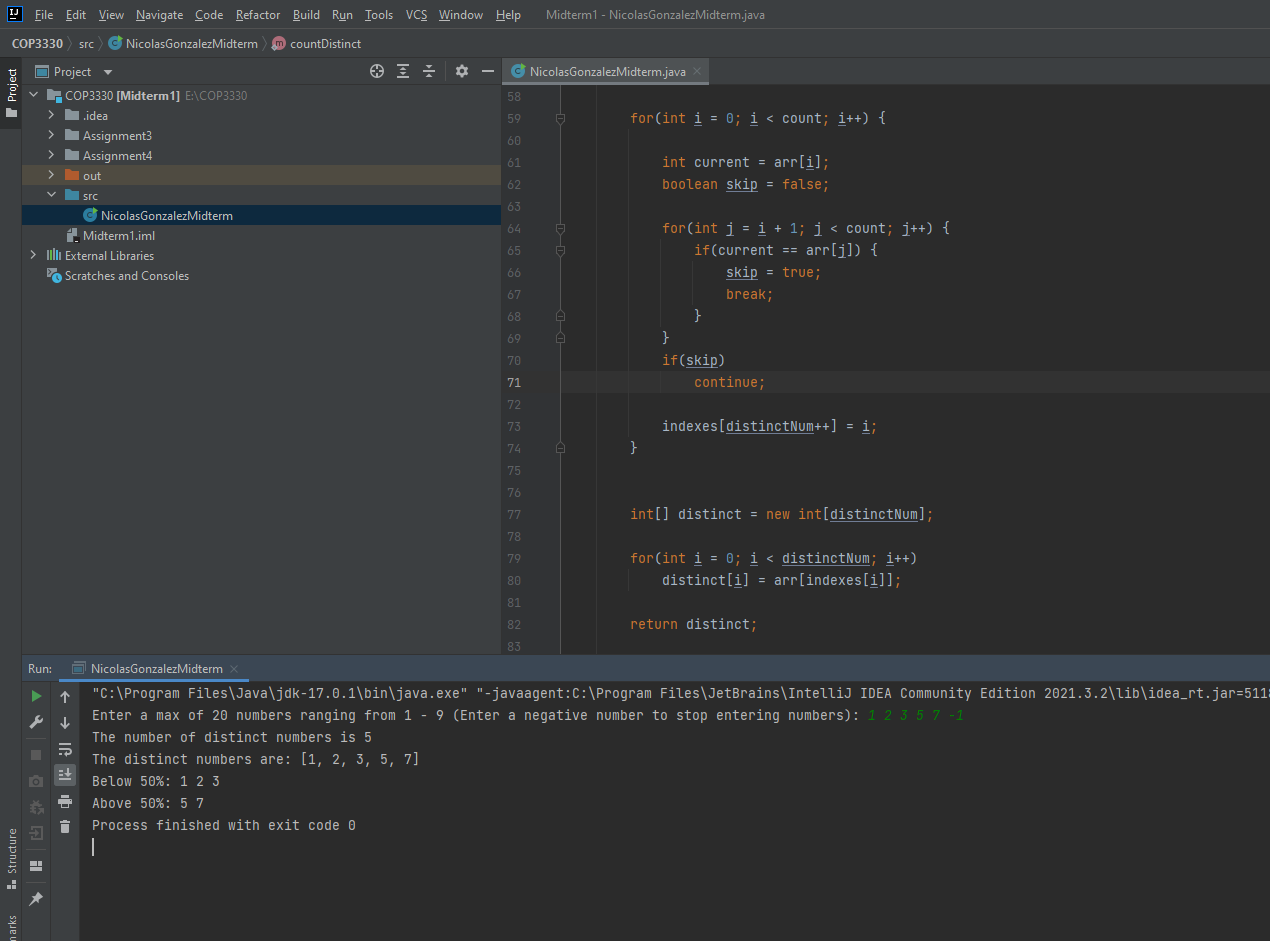 File Edit View Navigate Code Refactor Build Run Tools VCS Window Help Midterm1 - NicolasGonzalezMidterm.java
COP3330 src NicolasGonzalezMidterm countDistinct
Project
Project
COP3330 [Midterm1] E:\COP3330
.idea
Assignment3
Assignment4
out
src
NicolasGonzalezMidterm
Midterm1.iml
External Libraries
Scratches and Consoles
NicolasGonzalezMidterm.java
58
59 for(int i = 0; i < count; i++) {
60
61 int current = arr[i];
62 boolean skip = false;
63
64 for(int j = i + 1; j < count; j++) {
65 if(current == arr[j]) {
66 skip = true;
67 break;
68 }
69 }
70 if(skip)
71 continue;
72
73 indexes[distinctNum++] = i;
74 }
75
76
77 int[] distinct = new int[distinctNum];
78
79 for(int i = 0; i < distinctNum; i++)
80 distinct[i] = arr[indexes[i]];
81
82 return distinct;
83
Run: NicolasGonzalezMidterm
"C:\Program Files\Java\jdk-17.0.1\bin\java.exe" "-javaagent:C:\Program Files\JetBrains\IntelliJ IDEA Community Edition 2021.3.2\lib\idea_rt.jar=5118
Enter a max of 20 numbers ranging from 1 - 9 (Enter a negative number to stop entering numbers): 1 2 3 5 7 -1
The number of distinct numbers is 5
The distinct numbers are: [1, 2, 3, 5, 7]
Below 50%: 1 2 3
Above 50%: 5 7
Process finished with exit code 0
Structure
marks